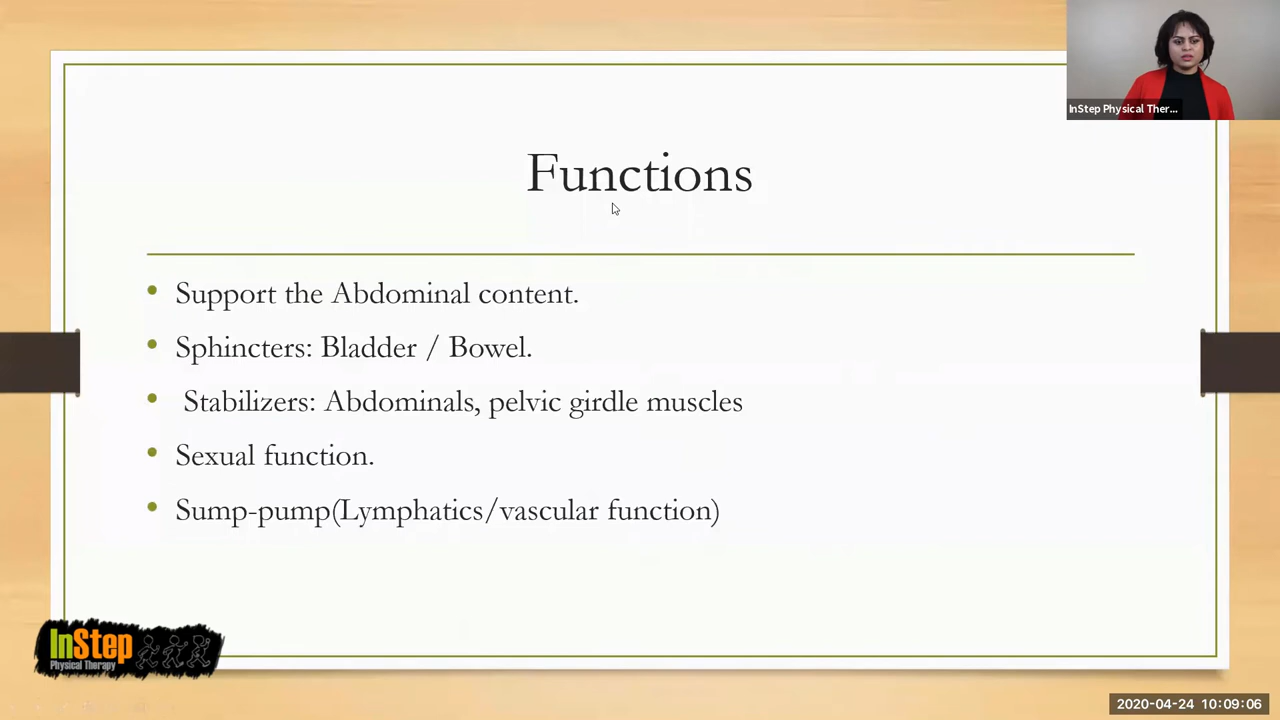 InStep Physical Ther...
Functions
• Support the Abdominal content.
• Sphincters: Bladder / Bowel.
• Stabilizers: Abdominals, pelvic girdle muscles
• Sexual function.
• Sump-pump(Lymphatics/vascular function)
InStep
Physical Therapy
2020-04-24 10:09:06